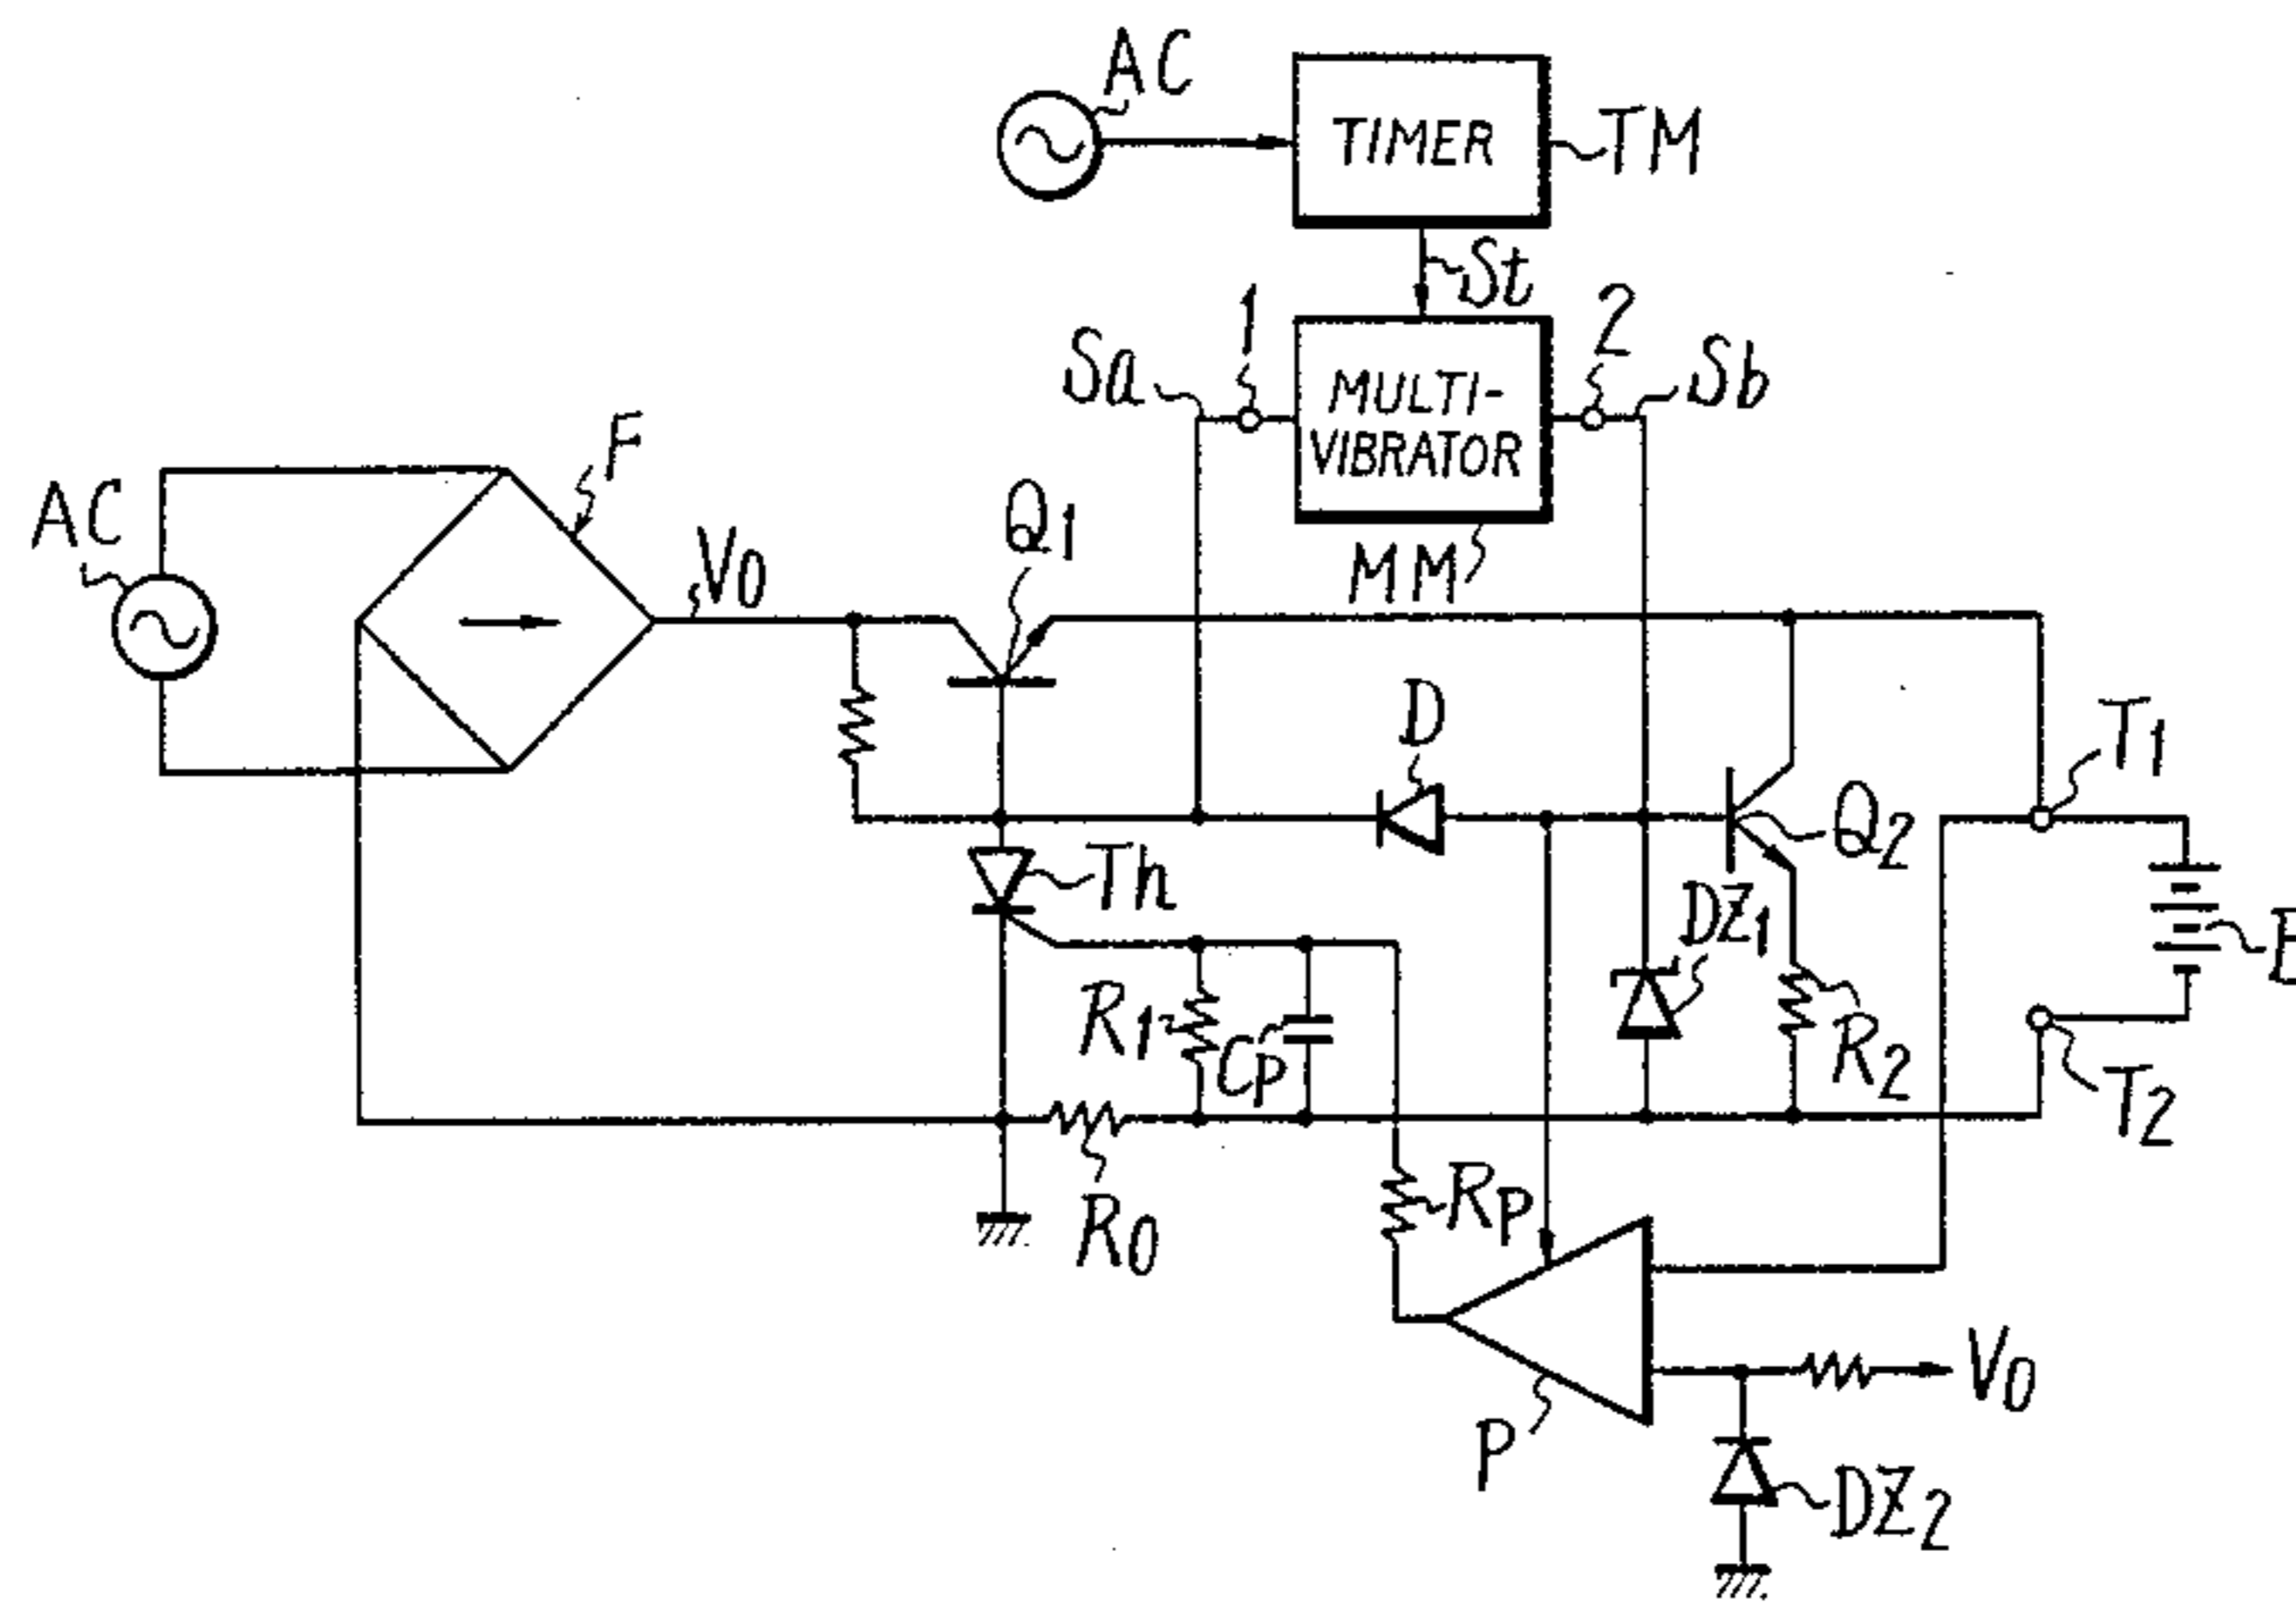 AC
TIMER
TM
St
1
2
Sa
Sb
MULTI-
VIBRATOR
MM
F
AC
V0
Q1
D
T1
Q2
Th
DZ1
R1
CP
R2
T2
R0
RP
V0
P
DZ2